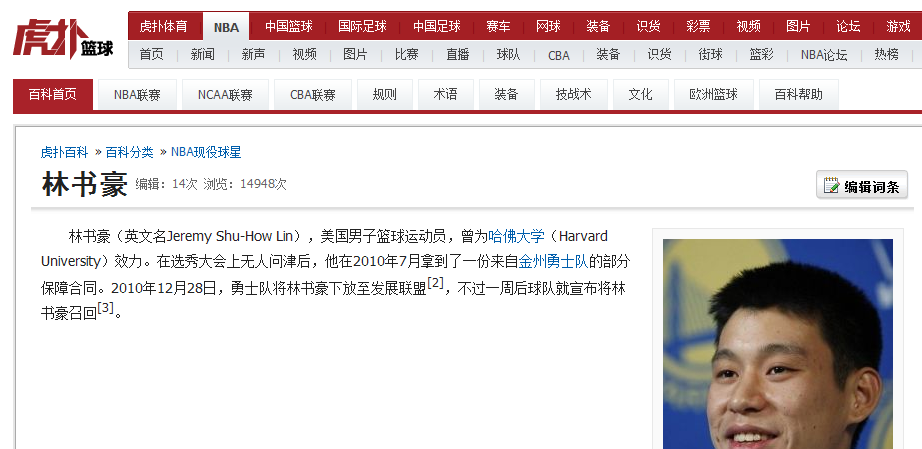 虎扑篮球
虎扑体育 NBA 中国篮球 国际足球 中国足球 赛车 网球 装备 识货 彩票 视频 图片 论坛 游戏
首页 新闻 新声 视频 图片 比赛 直播 球队 CBA 装备 识货 街球 篮彩 NBA论坛 热榜
百科首页 NBA联赛 NCAA联赛 CBA联赛 规则 术语 装备 技战术 文化 欧洲篮球 百科帮助
虎扑百科 » 百科分类 » NBA现役球星
林书豪 编辑：14次 浏览：14948次
编辑词条
林书豪（英文名Jeremy Shu-How Lin），美国男子篮球运动员，曾为哈佛大学（Harvard
University）效力。在选秀大会上无人问津后，他在2010年7月拿到了一份来自金州勇士队的部分
保障合同。2010年12月28日，勇士队将林书豪下放至发展联盟[2]，不过一周后球队就宣布将林
书豪召回[3]。